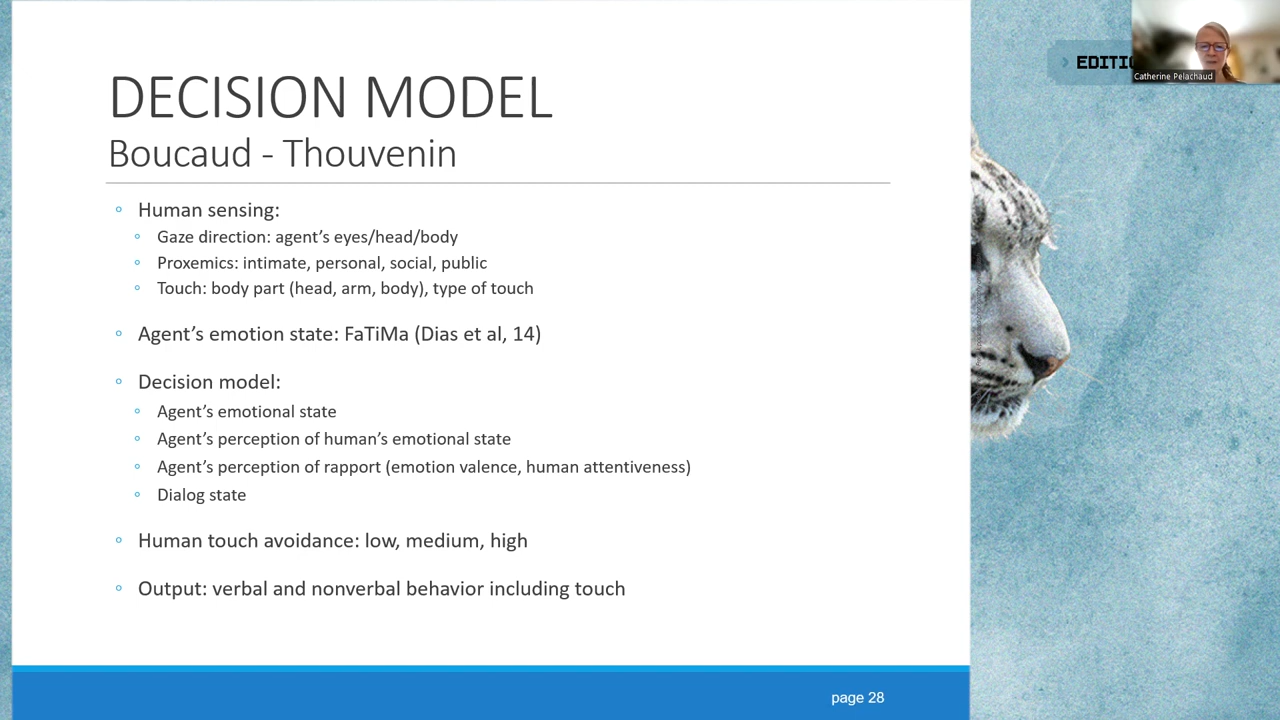 DECISION MODEL
Boucaud - Thouvenin
Human sensing:
Gaze direction: agent's eyes/head/body
Proxemics: intimate, personal, social, public
Touch: body part (head, arm, body), type of touch
Agent's emotion state: FaTiMa (Dias et al, 14)
Decision model:
Agent's emotional state
Agent's perception of human's emotional state
Agent's perception of rapport (emotion valence, human attentiveness)
Dialog state
Human touch avoidance: low, medium, high
Output: verbal and nonverbal behavior including touch
page 28
Catherine Pelachaud